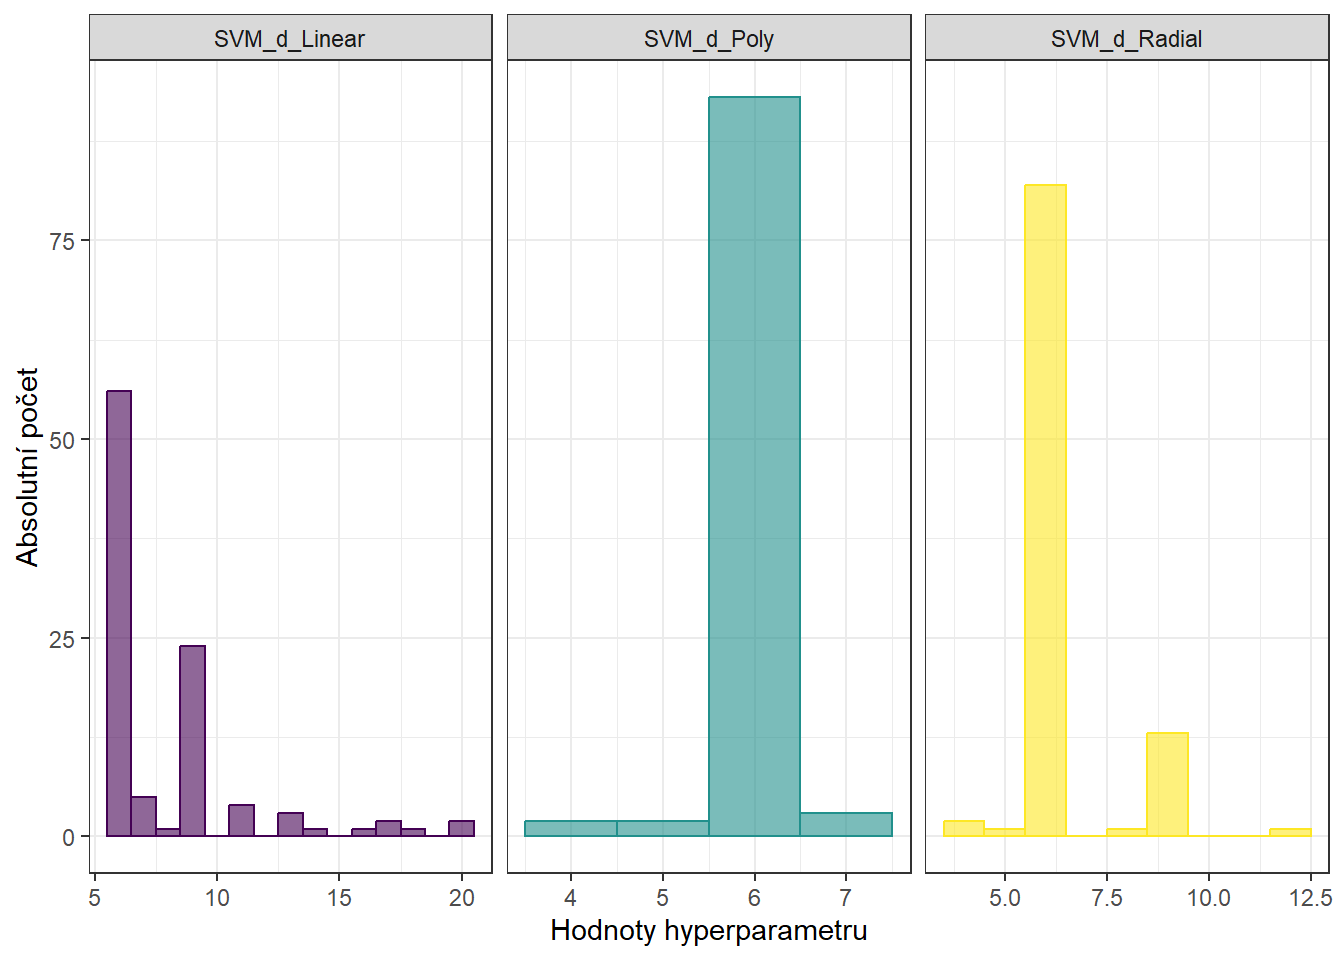 SVM_d_Linear
SVM_d_Poly
SVM_d_Radial
Absolutní počet
75
50
25
0
5 10 15 20
4 5 6 7
5.0 7.5 10.0 12.5
Hodnoty hyperparametru